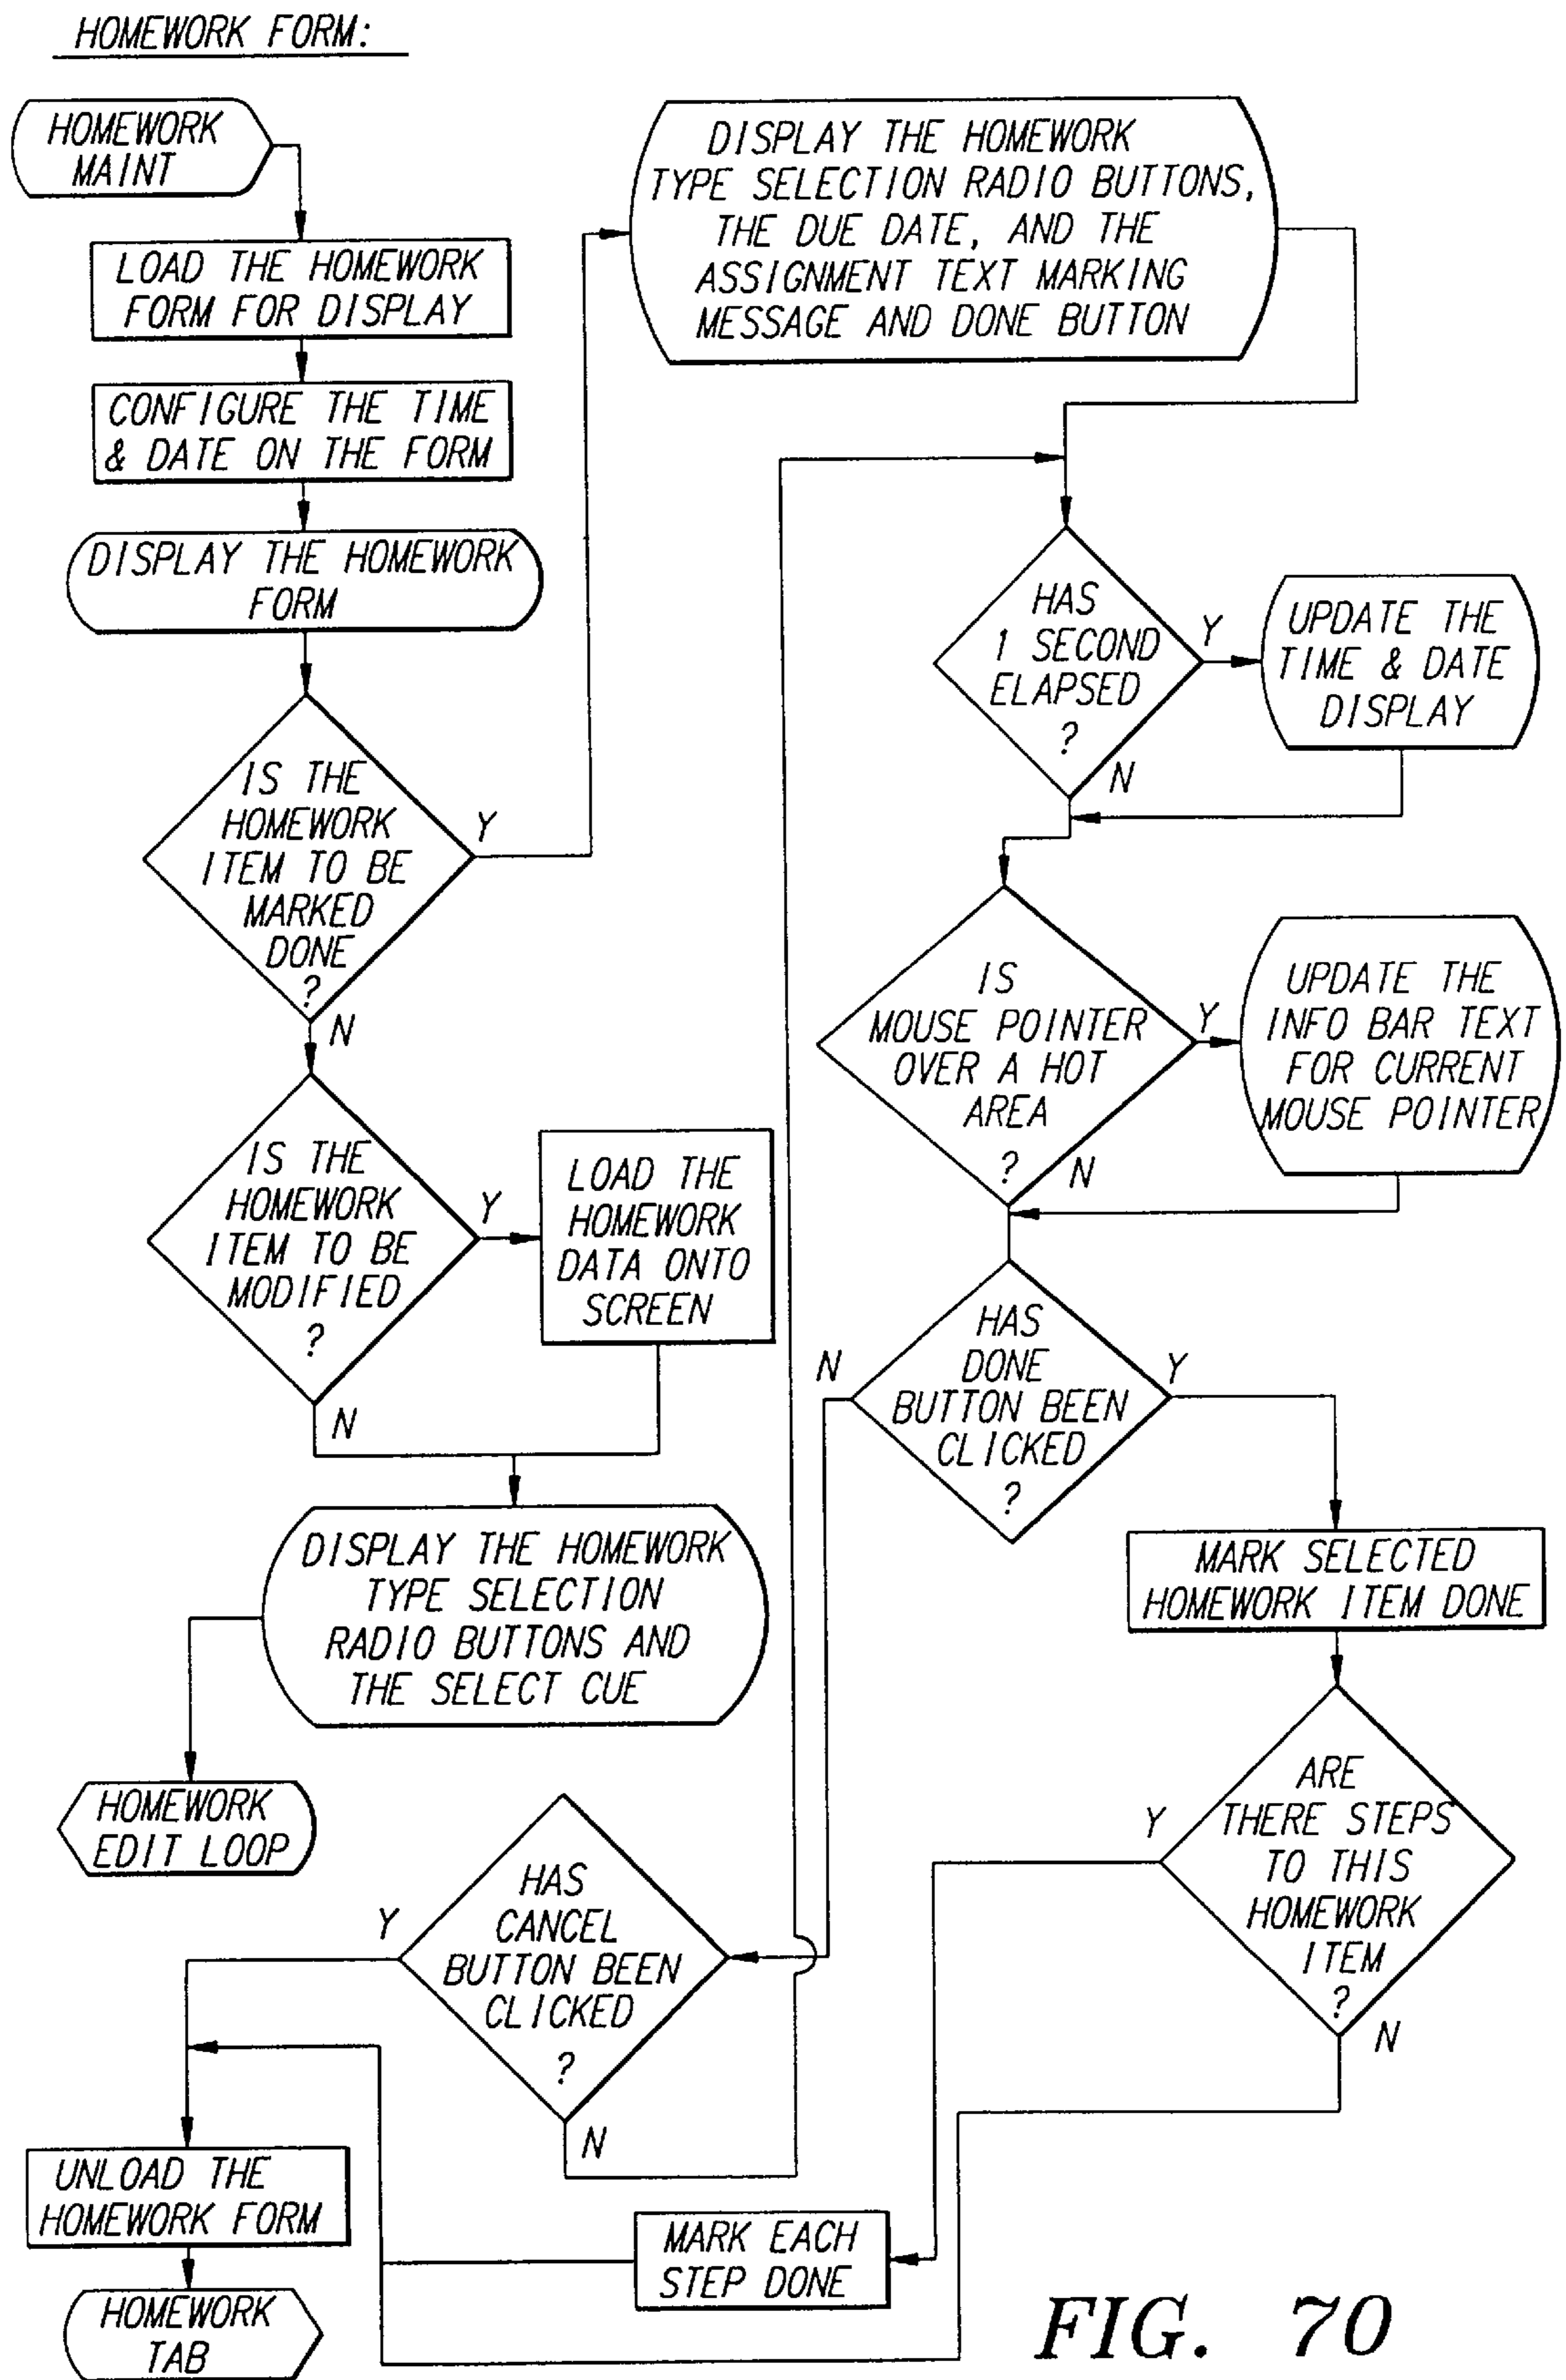 HOMEWORK FORM:
HOMEWORK
MAINT
LOAD THE HOMEWORK
FORM FOR DISPLAY
CONFIGURE THE TIME
& DATE ON THE FORM
DISPLAY THE HOMEWORK
FORM
IS THE
HOMEWORK
ITEM TO BE
MARKED
DONE
?
Y
N
IS THE
HOMEWORK
ITEM TO BE
MODIFIED
?
Y
N
LOAD THE
HOMEWORK
DATA ONTO
SCREEN
DISPLAY THE HOMEWORK
TYPE SELECTION
RADIO BUTTONS AND
THE SELECT CUE
HOMEWORK
EDIT LOOP
DISPLAY THE HOMEWORK
TYPE SELECTION RADIO BUTTONS,
THE DUE DATE, AND THE
ASSIGNMENT TEXT MARKING
MESSAGE AND DONE BUTTON
HAS
1 SECOND
ELAPSED
?
Y
N
UPDATE THE
TIME & DATE
DISPLAY
IS
MOUSE POINTER
OVER A HOT
AREA
?
Y
N
UPDATE THE
INFO BAR TEXT
FOR CURRENT
MOUSE POINTER
HAS
DONE
BUTTON BEEN
CLICKED
?
N
Y
MARK SELECTED
HOMEWORK ITEM DONE
ARE
THERE STEPS
TO THIS
HOMEWORK
ITEM
?
Y
N
HAS
CANCEL
BUTTON BEEN
CLICKED
?
Y
N
MARK EACH
STEP DONE
UNLOAD THE
HOMEWORK FORM
HOMEWORK
TAB
FIG. 70